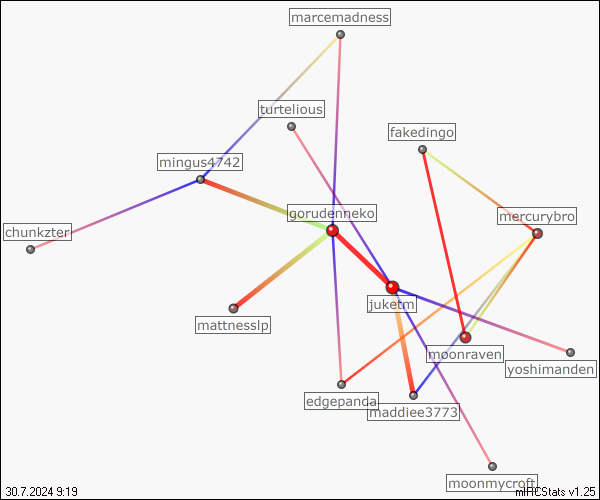 marcemadness
turtelious
fakedingo
mingus4742
gorudenneko
mercurybro
chunkzter
juketm
mattnesslp
moonraven
yoshimanden
edgepanda
maddiee3773
moonmycroft
30.7.2024 9:19
mIRCStats v1.25